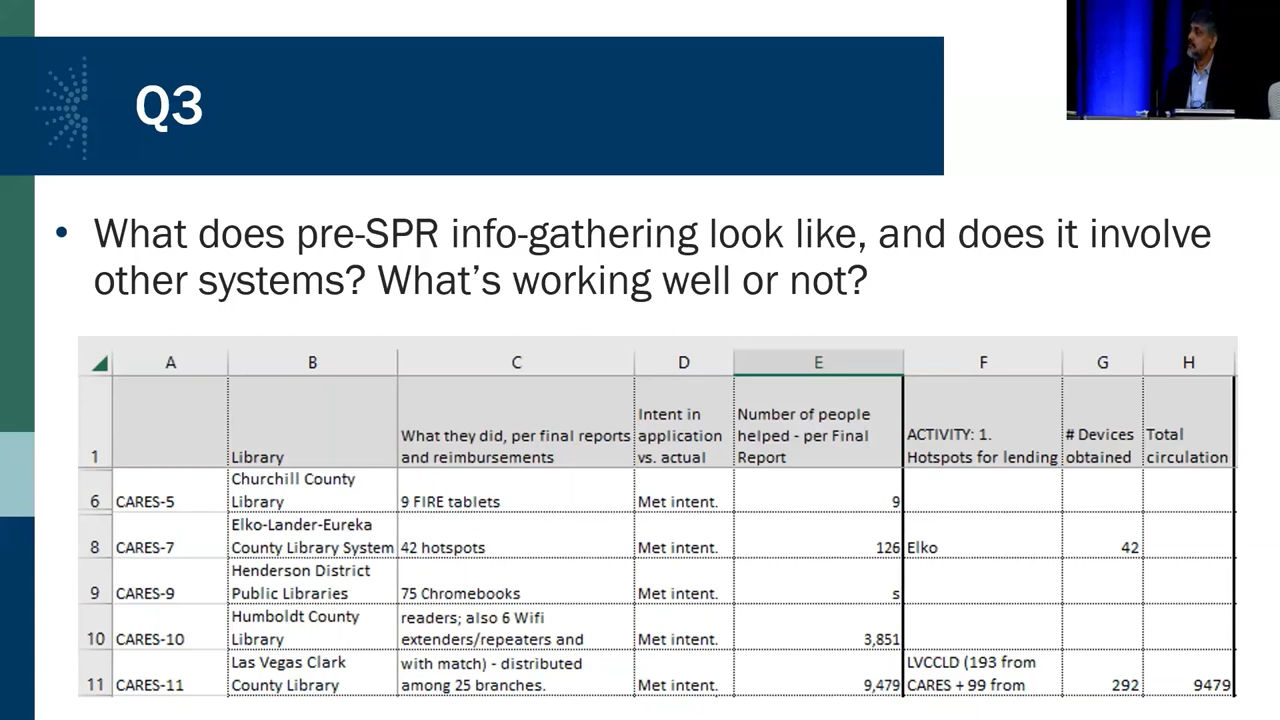 Q3
• What does pre-SPR info-gathering look like, and does it involve
other systems? What's working well or not?
A B C D E F G H
1 Library What they did, per final reports and reimbursements Intent in application vs. actual Number of people helped - per Final Report ACTIVITY: 1. Hotspots for lending # Devices obtained Total circulation
6 CARES-5 Churchill County Library 9 FIRE tablets Met intent. 9
8 CARES-7 Elko-Lander-Eureka County Library System 42 hotspots Met intent. 126 Elko 42
9 CARES-9 Henderson District Public Libraries 75 Chromebooks Met intent. s
10 CARES-10 Humboldt County Library readers; also 6 Wifi extenders/repeaters and Met intent. 3,851
11 CARES-11 Las Vegas Clark County Library with match) - distributed among 25 branches. Met intent. 9,479 LVCCLD (193 from CARES + 99 from 292 9479